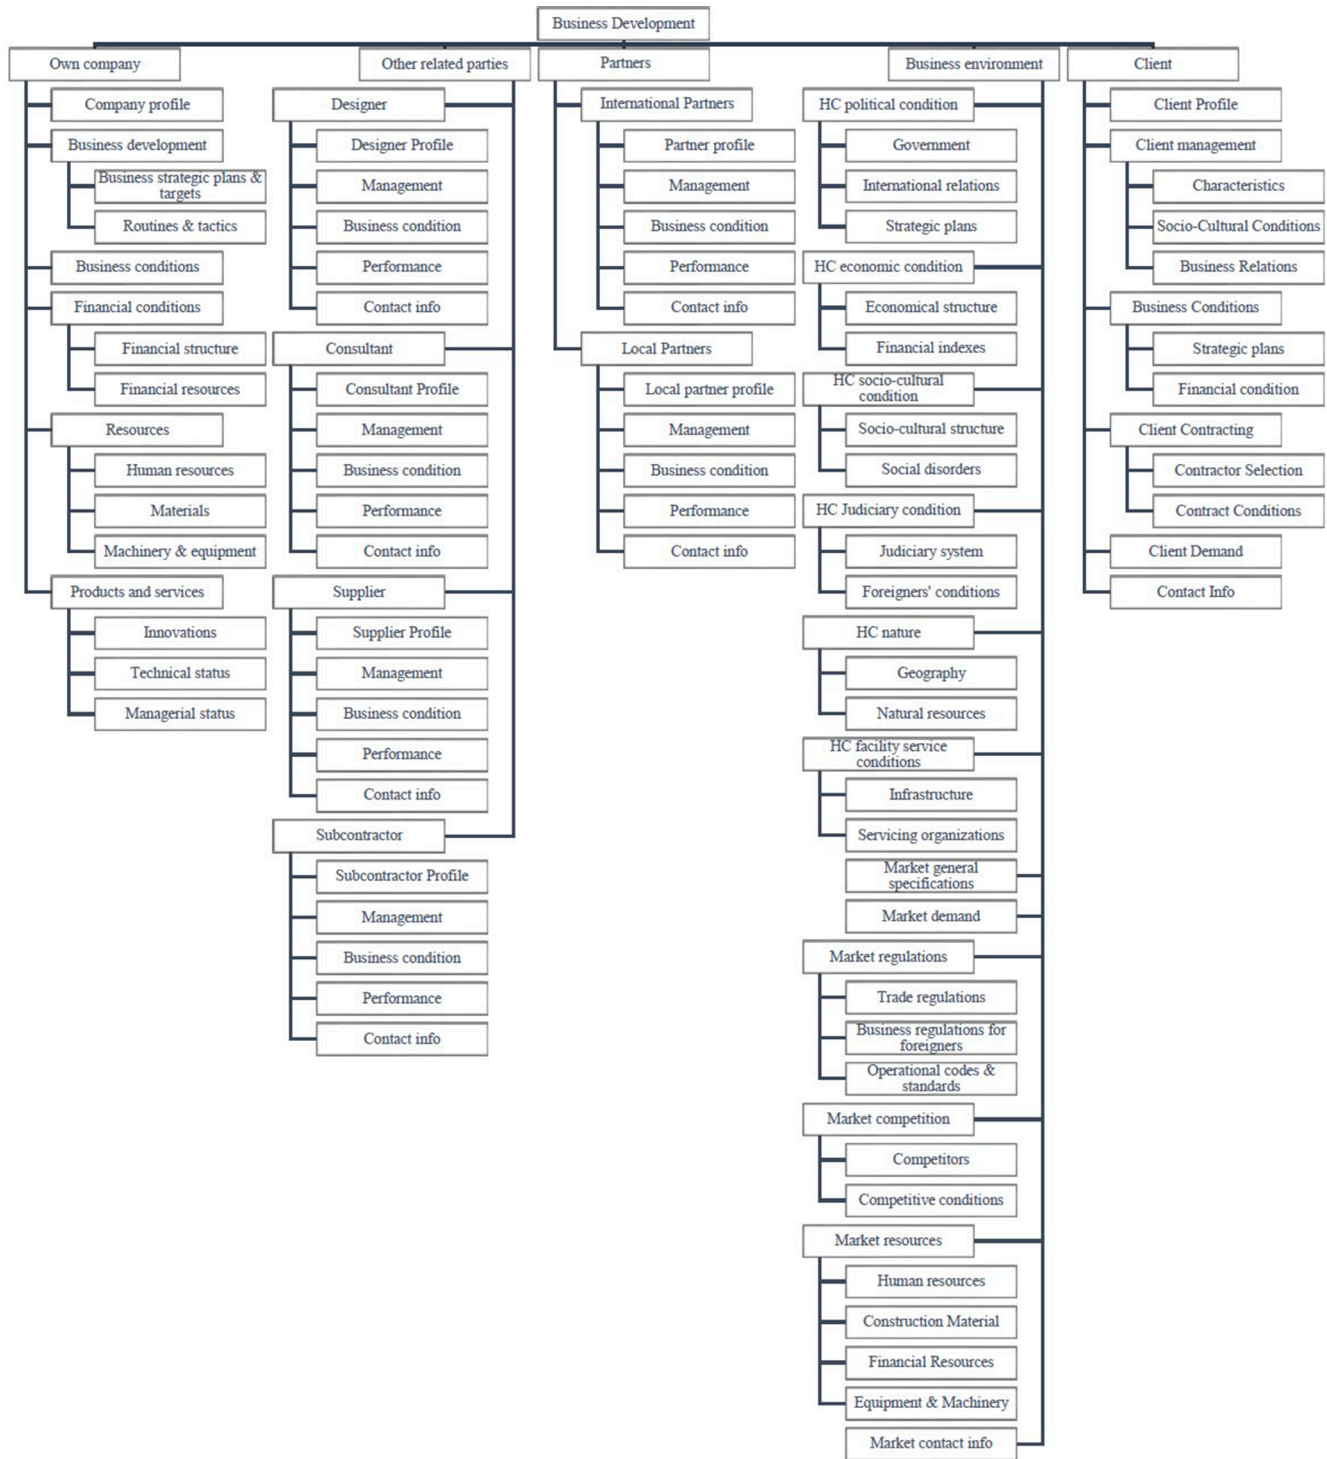 Business Development
Own company
Company profile
Business development
Business strategic plans &
targets
Routines & tactics
Business conditions
Financial conditions
Financial structure
Financial resources
Resources
Human resources
Materials
Machinery & equipment
Products and services
Innovations
Technical status
Managerial status
Other related parties
Designer
Designer Profile
Management
Business condition
Performance
Contact info
Consultant
Consultant Profile
Management
Business condition
Performance
Contact info
Supplier
Supplier Profile
Management
Business condition
Performance
Contact info
Subcontractor
Subcontractor Profile
Management
Business condition
Performance
Contact info
Partners
International Partners
Partner profile
Management
Business condition
Performance
Contact info
Local Partners
Local partner profile
Management
Business condition
Performance
Contact info
Business environment
HC political condition
Government
International relations
Strategic plans
HC economic condition
Economical structure
Financial indexes
HC socio-cultural
condition
Socio-cultural structure
Social disorders
HC Judiciary condition
Judiciary system
Foreigners' conditions
HC nature
Geography
Natural resources
HC facility service
conditions
Infrastructure
Servicing organizations
Market general
specifications
Market demand
Market regulations
Trade regulations
Business regulations for
foreigners
Operational codes &
standards
Market competition
Competitors
Competitive conditions
Market resources
Human resources
Construction Material
Financial Resources
Equipment & Machinery
Market contact info
Client
Client Profile
Client management
Characteristics
Socio-Cultural Conditions
Business Relations
Business Conditions
Strategic plans
Financial condition
Client Contracting
Contractor Selection
Contract Conditions
Client Demand
Contact Info